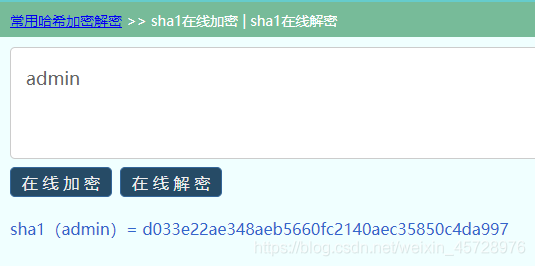 常用哈希加密解密 >> sha1在线加密 | sha1在线解密
admin
在线加密 在线解密
sha1（admin）= d033e22ae348aeb5660fc2140aec35850c4da997
https://blog.csdn.net/weixin_45728976